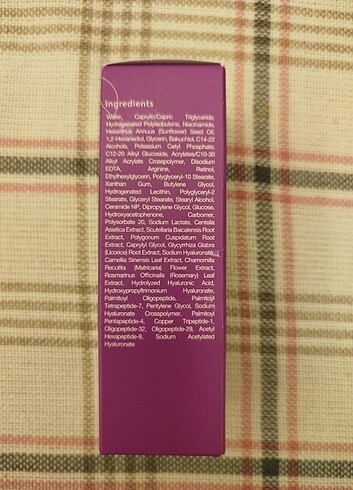 Ingredients
Water, Caprylic/Capric Triglyceride,
Hydrogenated Polyisobutene, Niacinamide,
Helianthus Annuus (Sunflower) Seed Oil,
1,2-Hexanediol, Glycerin, Bakuchiol, C14-22
Alcohols, Potassium Cetyl Phosphate,
C12-20 Alkyl Glucoside, Acrylates/C10-30
Alkyl Acrylate Crosspolymer, Disodium
EDTA, Arginine, Retinol,
Ethylhexylglycerin, Polyglyceryl-10 Stearate,
Xanthan Gum, Butylene Glycol,
Hydrogenated Lecithin, Polyglyceryl-2
Stearate, Glyceryl Stearate, Stearyl Alcohol,
Ceramide NP, Dipropylene Glycol, Glucose,
Hydroxyacetophenone, Carbomer,
Polysorbate 20, Sodium Lactate, Centella
Asiatica Extract, Scutellaria Baicalensis Root
Extract, Polygonum Cuspidatum Root
Extract, Caprylyl Glycol, Glycyrrhiza Glabra
(Licorice) Root Extract, Sodium Hyaluronate,
Camellia Sinensis Leaf Extract, Chamomilla
Recutita (Matricaria) Flower Extract,
Rosmarinus Officinalis (Rosemary) Leaf
Extract, Hydrolyzed Hyaluronic Acid,
Hydroxypropyltrimonium Hyaluronate,
Palmitoyl Oligopeptide, Palmitoyl
Tetrapeptide-7, Pentylene Glycol, Sodium
Hyaluronate Crosspolymer, Palmitoyl
Pentapeptide-4, Copper Tripeptide-1,
Oligopeptide-32, Oligopeptide-29, Acetyl
Hexapeptide-8, Sodium Acetylated
Hyaluronate